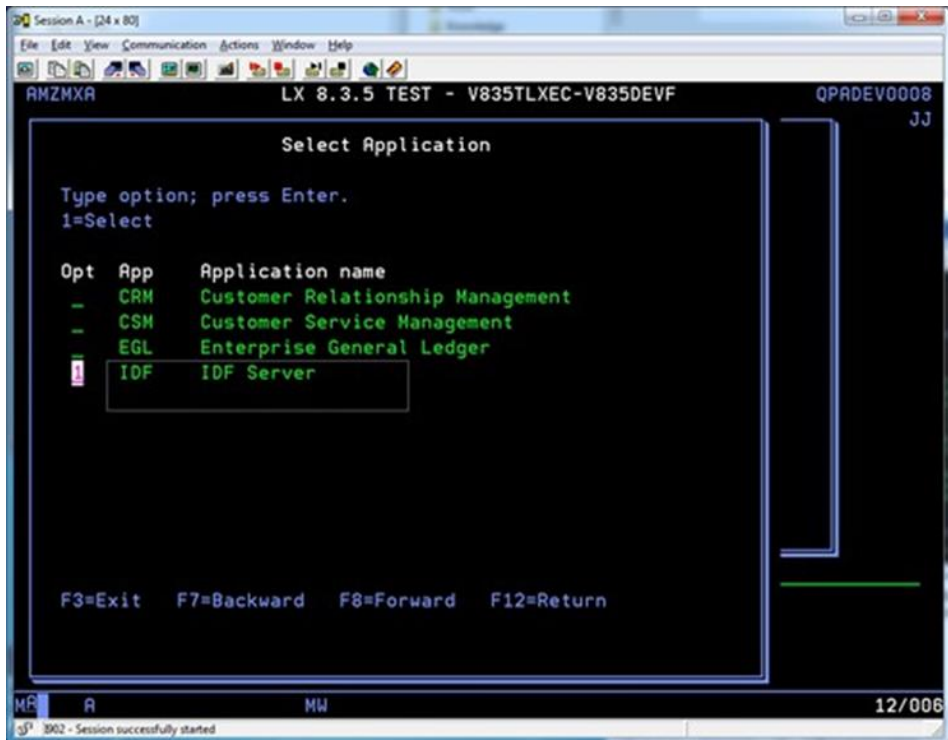 Session A - [24 x 80]
File Edit View Communication Actions Window Help
AMZMXA LX 8.3.5 TEST - V835TLXEC-V835DEVF QPADEV0008
JJ
Select Application
Type option; press Enter.
1=Select
Opt App Application name
_ CRM Customer Relationship Management
_ CSM Customer Service Management
_ EGL Enterprise General Ledger
1 IDF IDF Server
F3=Exit F7=Backward F8=Forward F12=Return
MA A MW 12/006
I902 - Session successfully started